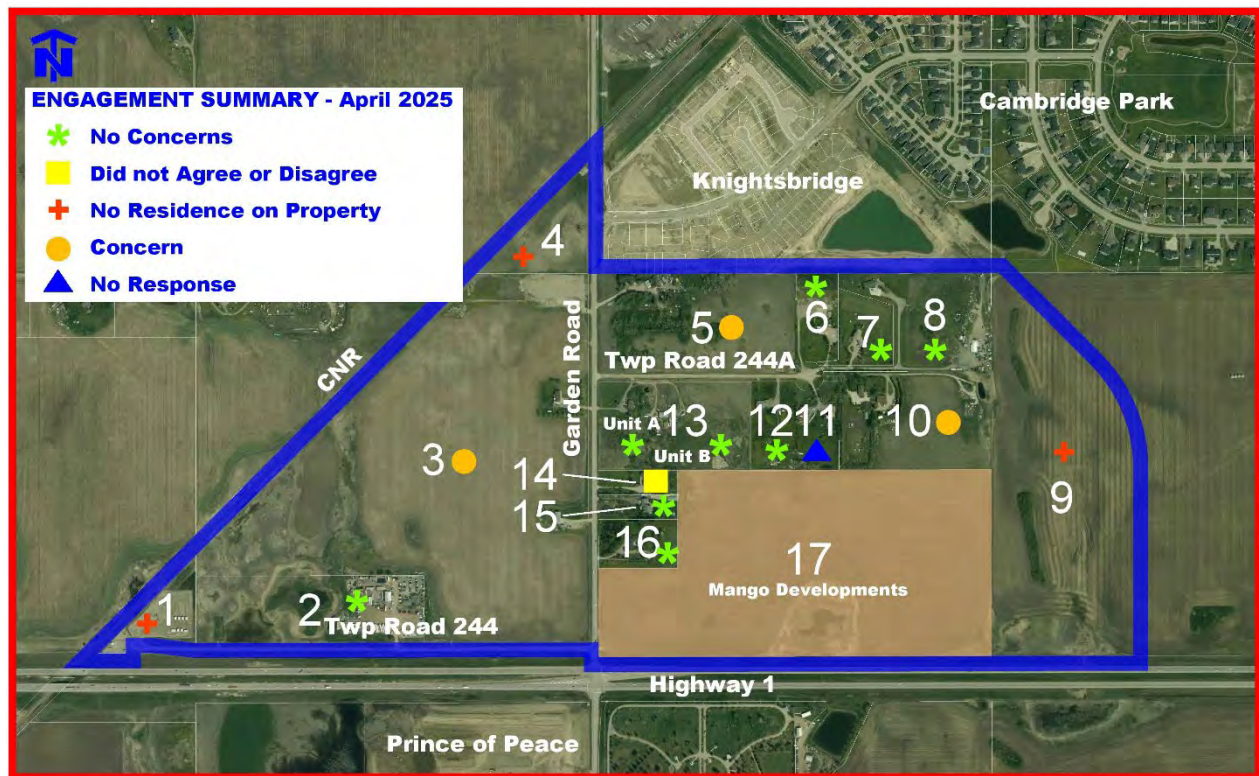 N
ENGAGEMENT SUMMARY - April 2025
No Concerns
Did not Agree or Disagree
No Residence on Property
Concern
No Response
Cambridge Park
Knightsbridge
4
CNR
Garden Road
5
6
7
8
Twp Road 244A
3
Unit A
13
Unit B
12
11
10
9
14
15
16
17
Mango Developments
1
2
Twp Road 244
Highway 1
Prince of Peace